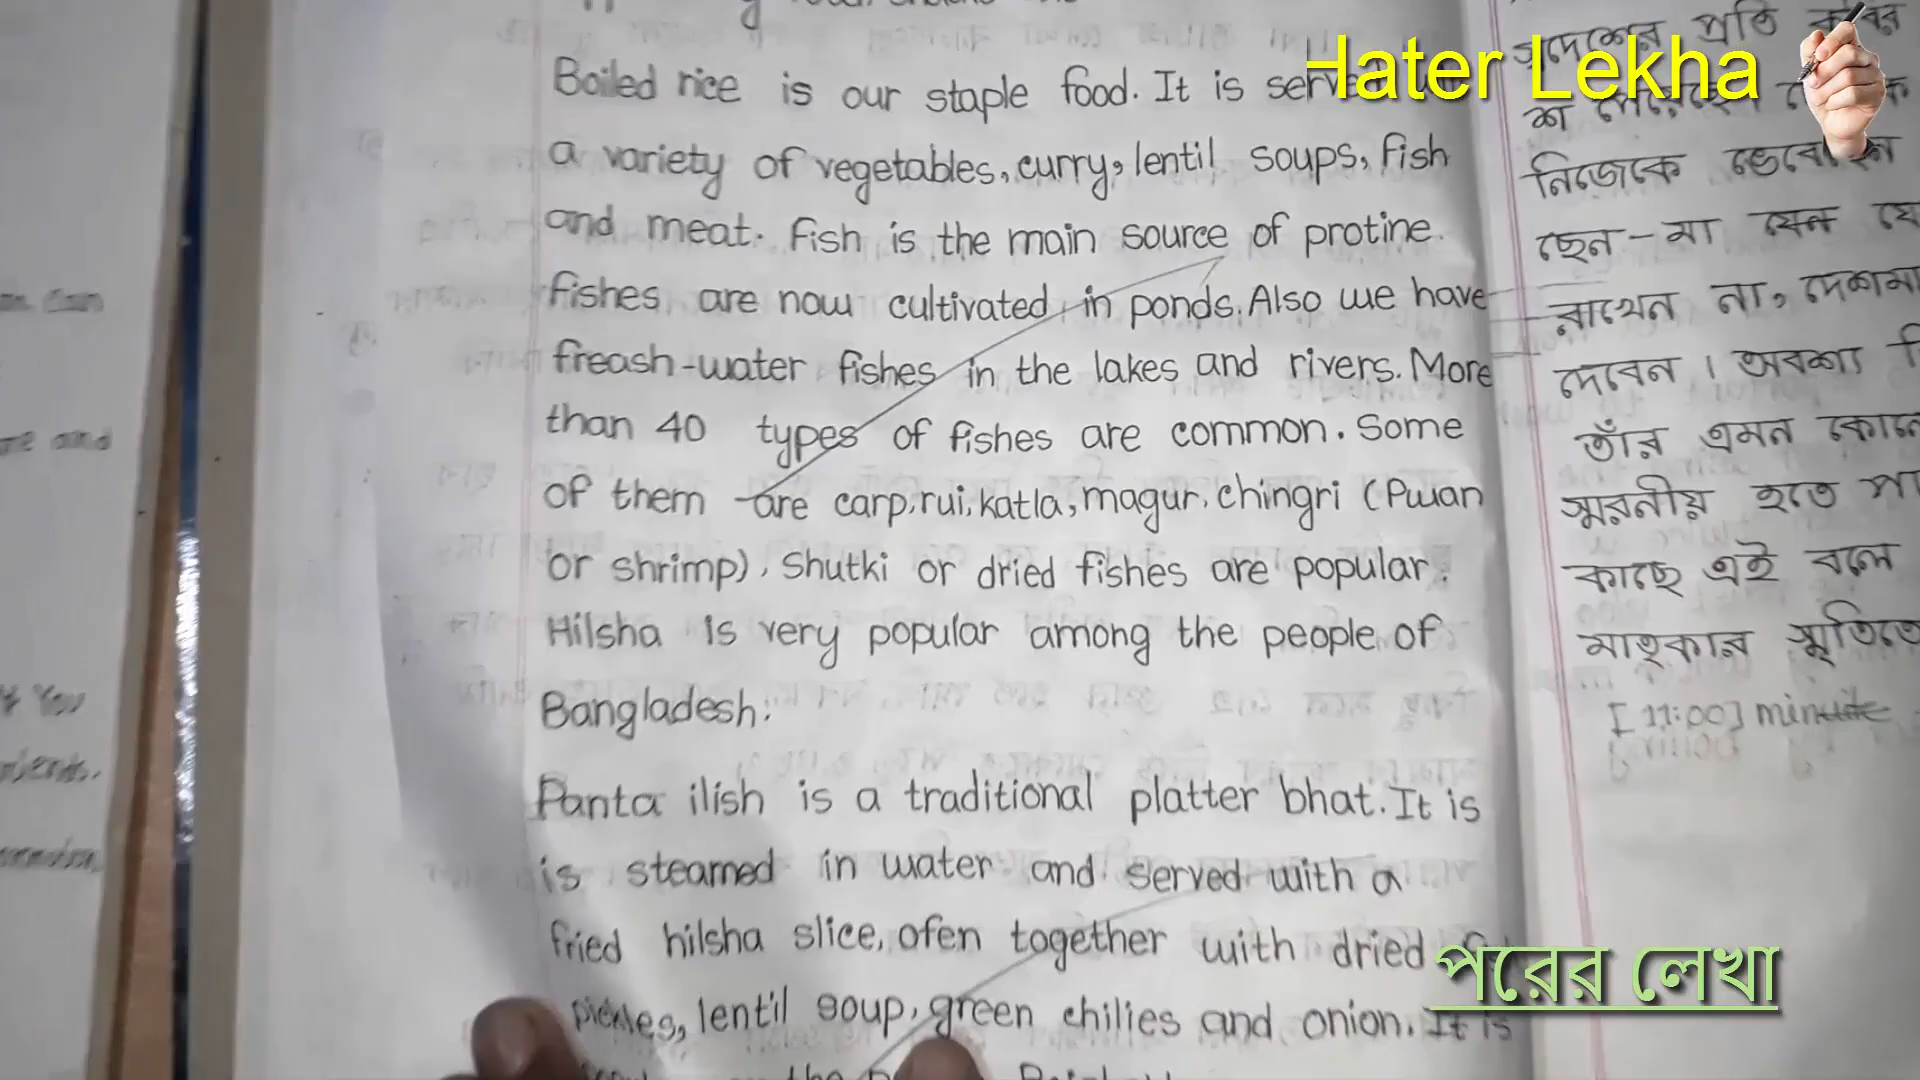 Boiled rice is our staple food. It is
a variety of vegetables, curry, lentil soups, fish
and meat. Fish is the main source of protine.
fishes are now cultivated in ponds. Also we have
freash-water fishes in the lakes and rivers. More
than 40 types of fishes are common. Some
of them are carp, rui, katla, magur, chingri (Pwan
or shrimp), Shutki or dried fishes are popular.
Hilsha is very popular among the people of
Bangladesh.
Panta ilish is a traditional platter bhat. It is
is steamed in water and served with a
fried hilsha slice, ofen together with dried
pickles, lentil soup, green chilies and onion. It is
the
Hater Lekha
প্রতি
নিজেকে
ছেন - মা যেন
রাখেন না, দেশমা
দেবেন। অবশ্য
তাঁর এমন কোনো
স্মরনীয় হতে পা
কাছে এই বলে
মাতৃকার স্মৃতিতে
[11:00] minute
and
You
পরের লেখা